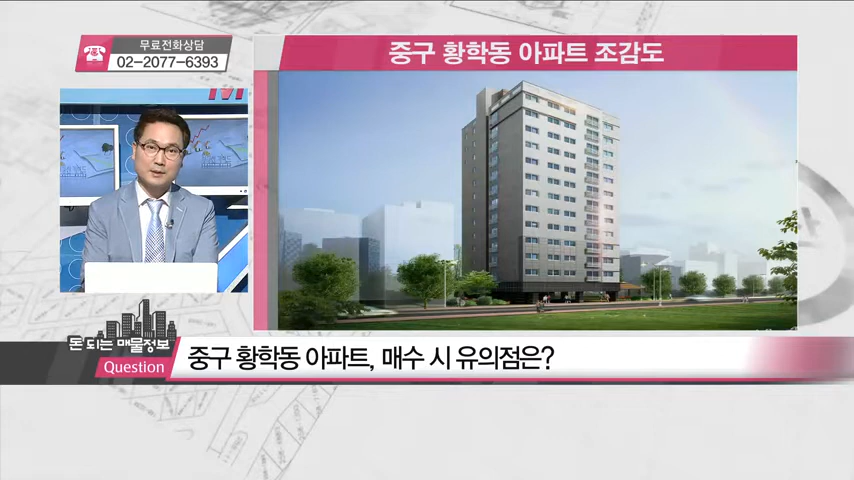 무료전화상담
02-2077-6393
중구 황학동 아파트 조감도
돈 되는 매물정보
Question
중구 황학동 아파트, 매수 시 유의점은?